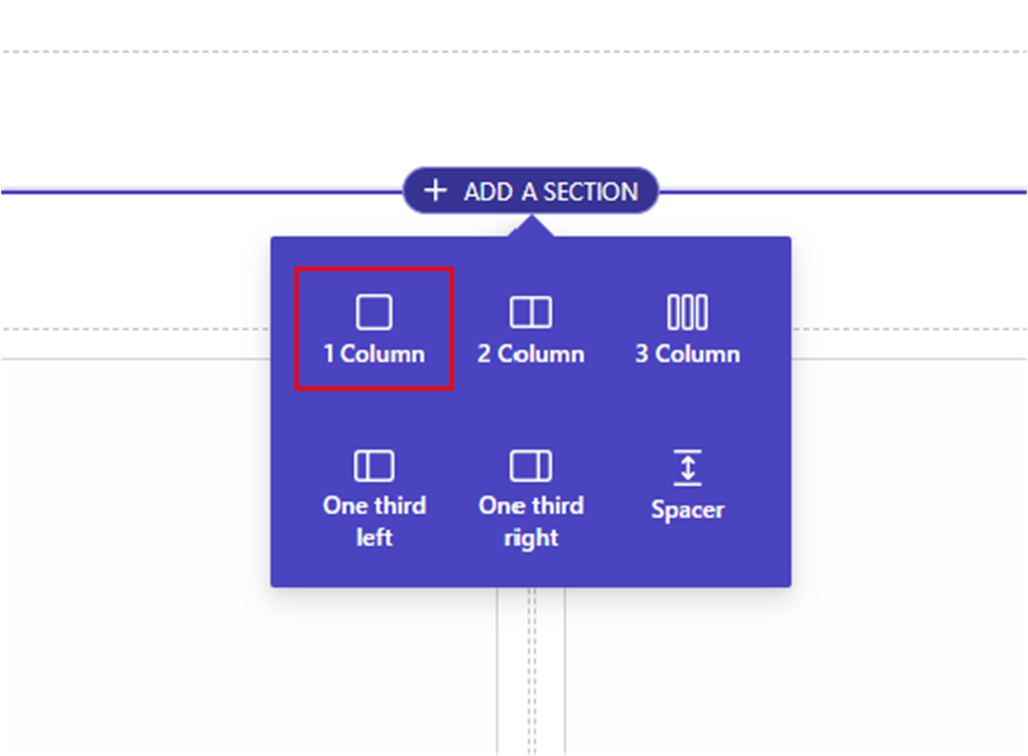 ADD A SECTION
1 Column
2 Column
3 Column
One third
left
One third
right
Spacer